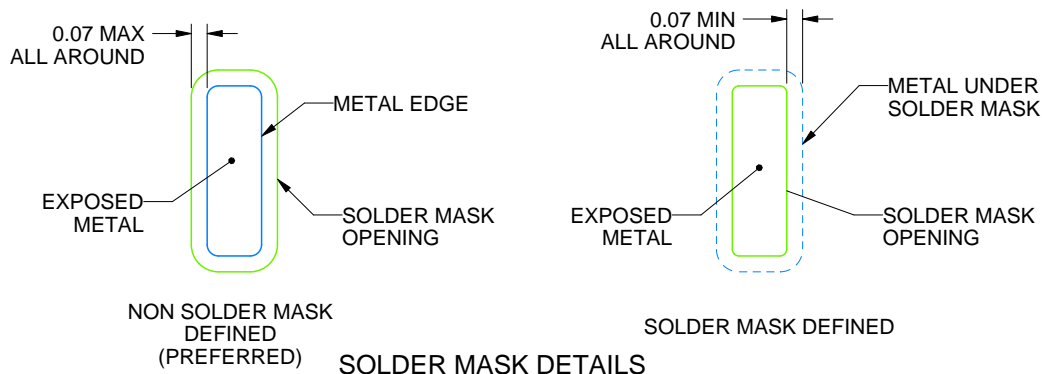 0.07 MAX
ALL AROUND
METAL EDGE
EXPOSED
METAL
SOLDER MASK
OPENING
NON SOLDER MASK
DEFINED
(PREFERRED)
0.07 MIN
ALL AROUND
METAL UNDER
SOLDER MASK
EXPOSED
METAL
SOLDER MASK
OPENING
SOLDER MASK DEFINED
SOLDER MASK DETAILS